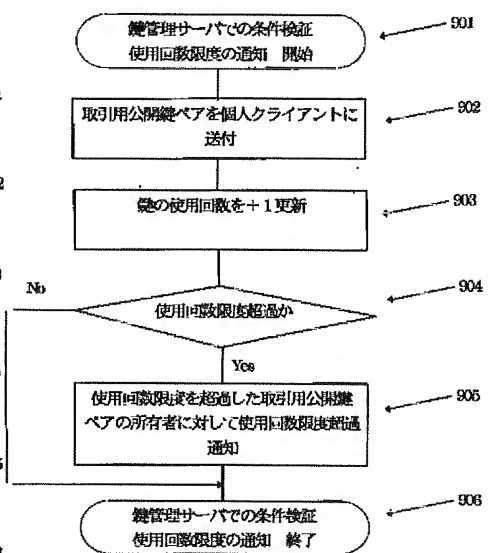 鍵管理サーバでの条件検証
使用回数限度の通知 開始
901
取引用公開鍵ペアを個人クライアントに
送付
902
鍵の使用回数を+1更新
903
使用回数限度超過か
904
No
Yes
使用回数限度を超過した取引用公開鍵
ペアの所有者に対して使用回数限度超過
通知
905
鍵管理サーバでの条件検証
使用回数限度の通知 終了
906